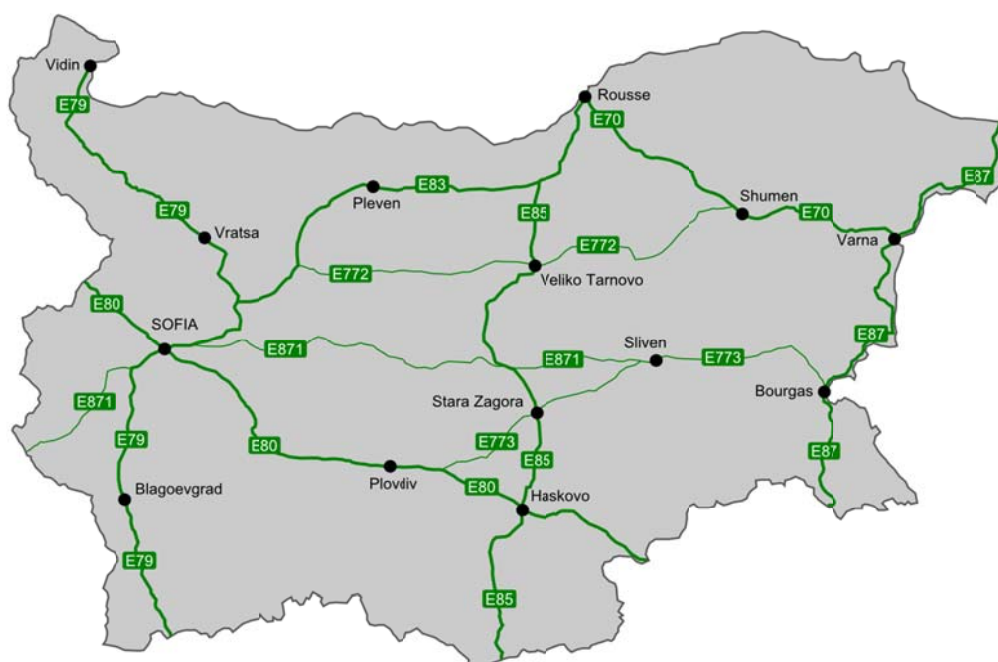 Vidin
E79
Rousse
E70
E87
Pleven
E83
Shumen
E79
E85
E70
Vratsa
Varna
E772
E772
Veliko Tarnovo
E80
SOFIA
E87
E871
E871
Sliven
E773
E871
Stara Zagora
Bourgas
E79
E80
E773
E85
E87
Plovdiv
E80
Blagoevgrad
Haskovo
E79
E85